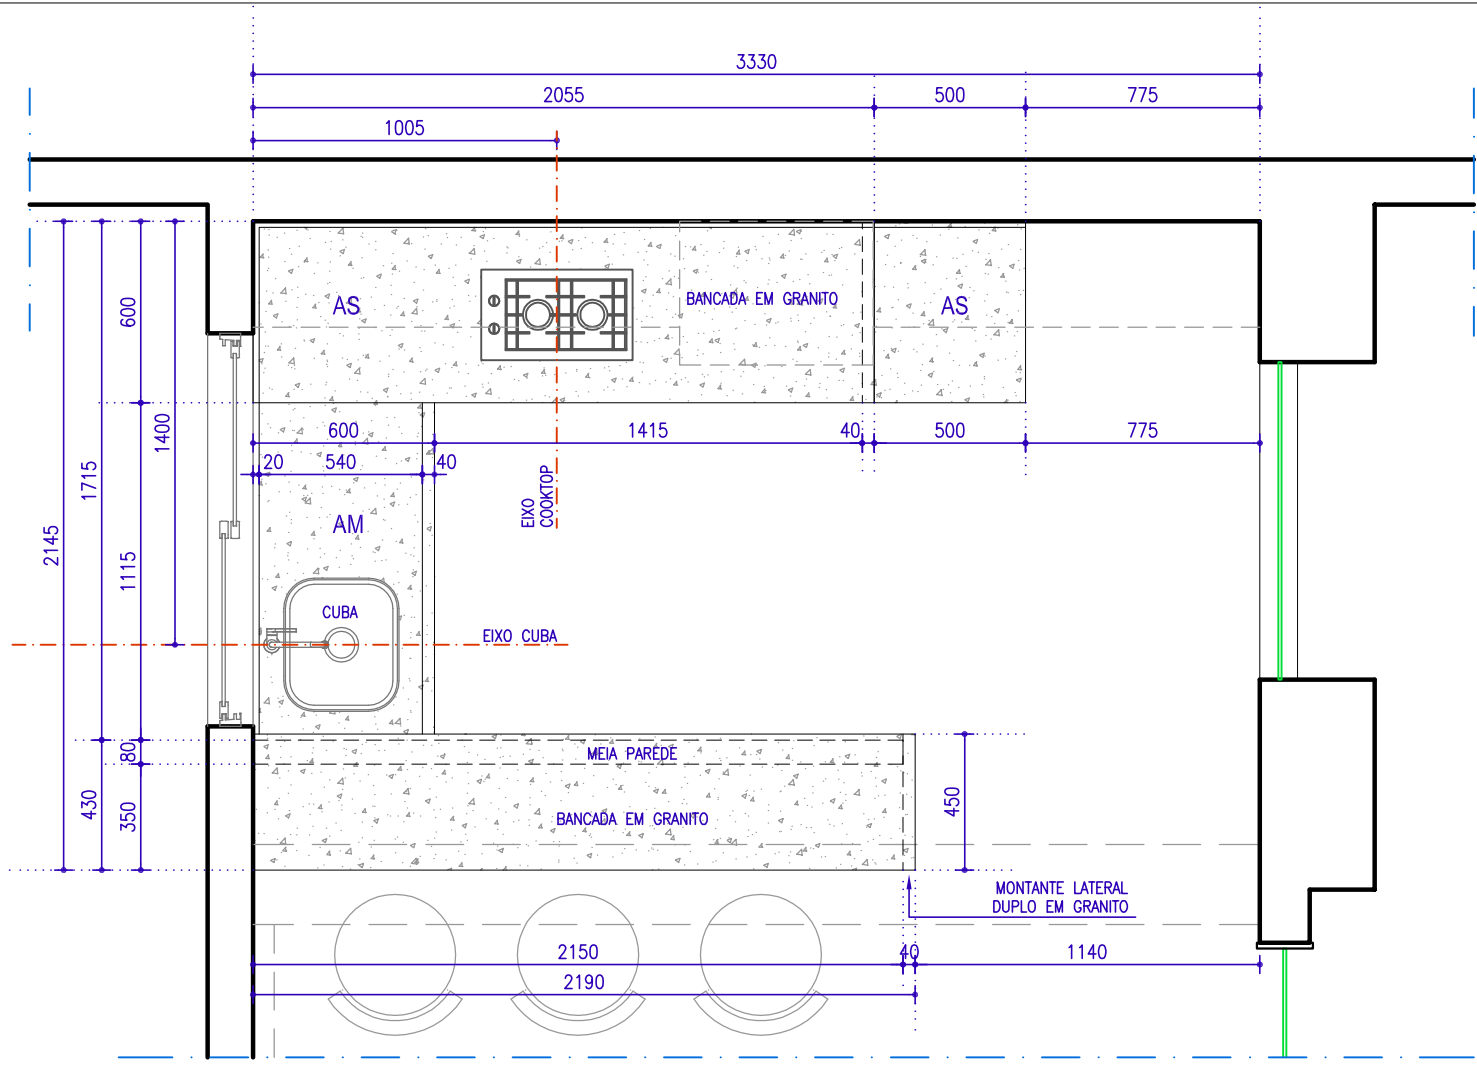 3330
2055
500
775
1005
600
AS
BANCADA EM GRANITO
AS
1400
600
1415
40
500
775
20
540
40
1715
EIXO
COOKTOP
AM
2145
1115
CUBA
EIXO CUBA
80
MEIA PAREDE
430
350
BANCADA EM GRANITO
450
MONTANTE LATERAL
DUPLO EM GRANITO
2150
40
1140
2190